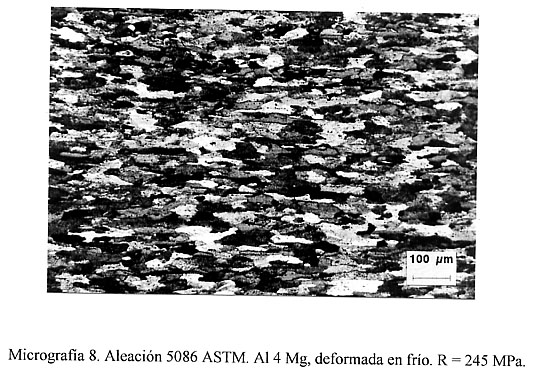 100 µm
Micrografía 8. Aleación 5086 ASTM. Al 4 Mg, deformada en frío. R = 245 MPa.